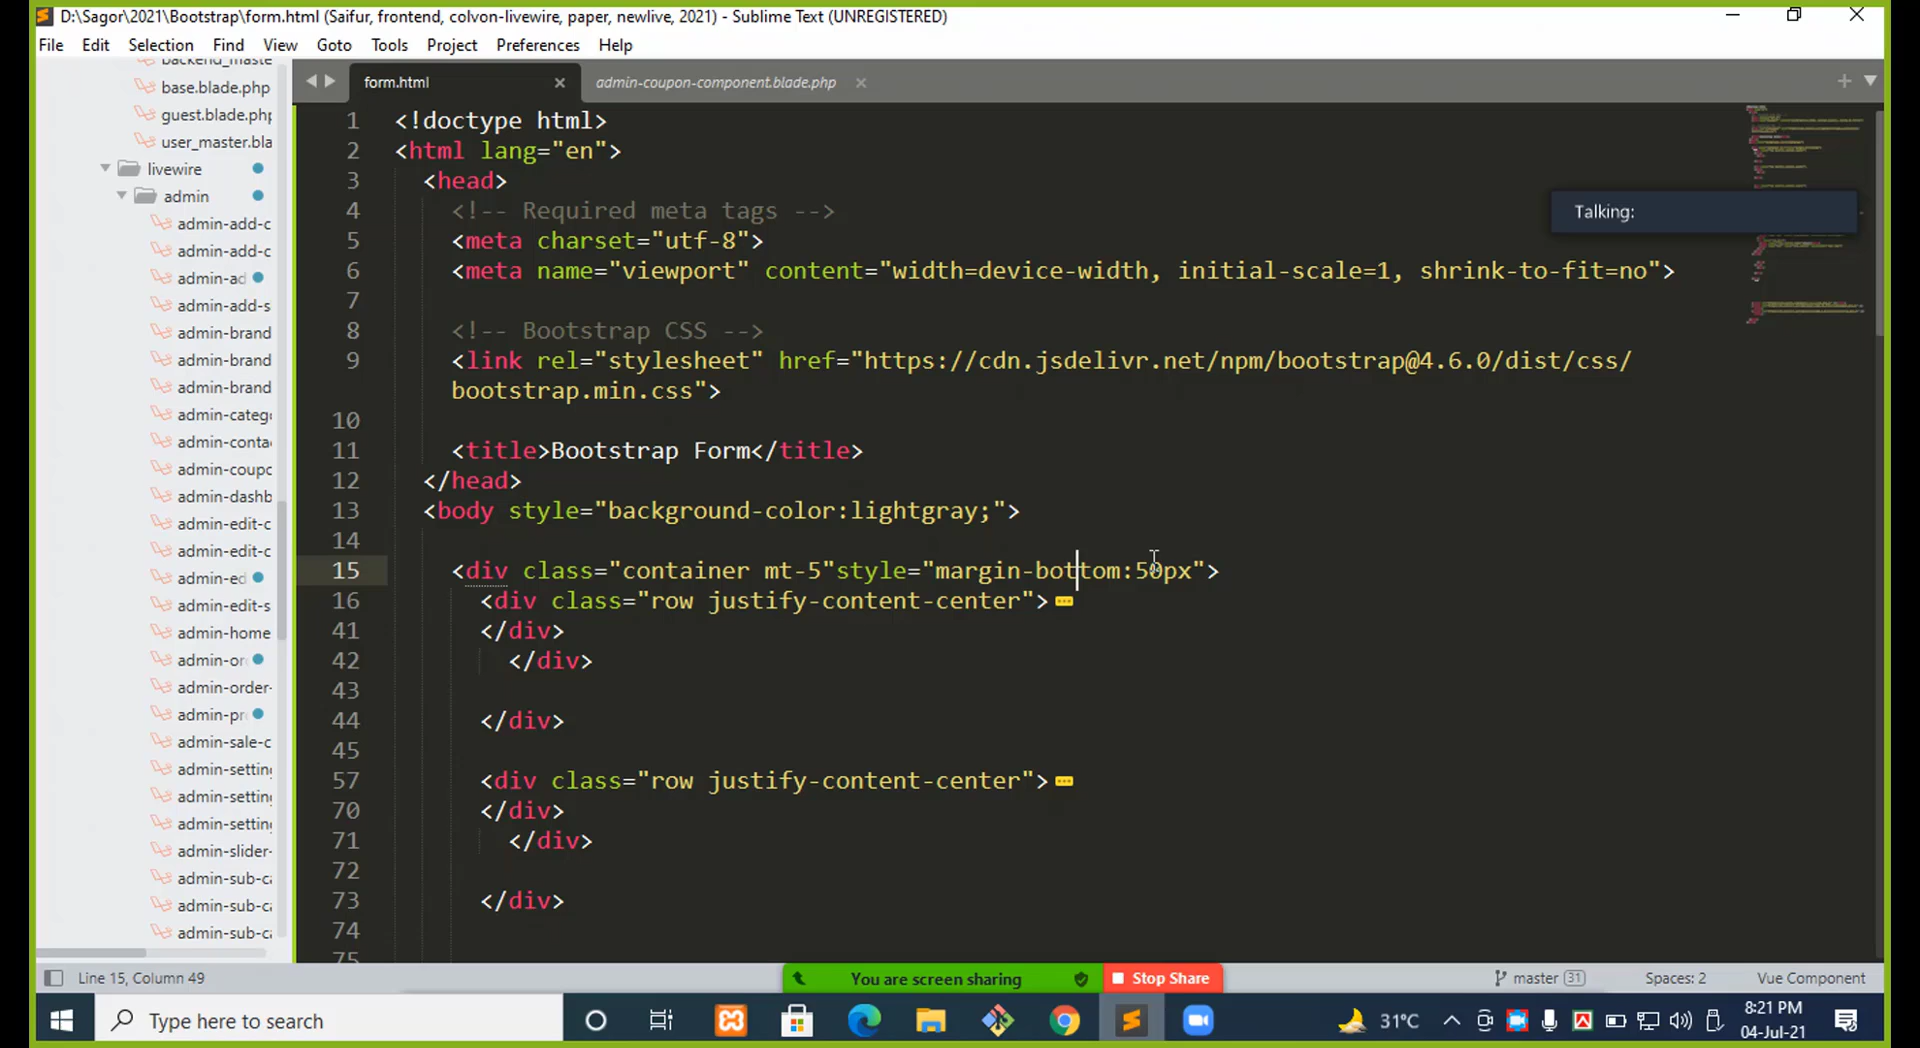 D:\Sagor\2021\Bootstrap\form.html (Saifur, frontend, colvon-livewire, paper, newlive, 2021) - Sublime Text (UNREGISTERED)
File Edit Selection Find View Goto Tools Project Preferences Help
backend_maste
base.blade.php
guest.blade.php
user_master.bla
livewire
admin
admin-add-c
admin-add-c
admin-ad
admin-add-s
admin-brand
admin-brand
admin-brand
admin-catego
admin-conta
admin-coupo
admin-dashb
admin-edit-c
admin-edit-c
admin-ed
admin-edit-s
admin-home
admin-or
admin-order-
admin-pr
admin-sale-c
admin-setting
admin-setting
admin-setting
admin-slider-
admin-sub-ca
admin-sub-ca
admin-sub-ca
form.html
admin-coupon-component.blade.php
1 <!doctype html>
2 <html lang="en">
3 <head>
4 <!-- Required meta tags -->
5 <meta charset="utf-8">
6 <meta name="viewport" content="width=device-width, initial-scale=1, shrink-to-fit=no">
7
8 <!-- Bootstrap CSS -->
9 <link rel="stylesheet" href="https://cdn.jsdelivr.net/npm/bootstrap@4.6.0/dist/css/
bootstrap.min.css">
10
11 <title>Bootstrap Form</title>
12 </head>
13 <body style="background-color:lightgray;">
14
15 <div class="container mt-5"style="margin-bottom:50px">
16 <div class="row justify-content-center">
41 </div>
42 </div>
43
44 </div>
45
57 <div class="row justify-content-center">
70 </div>
71 </div>
72
73 </div>
74
75
Talking:
Line 15, Column 49
You are screen sharing
Stop Share
master 31
Spaces: 2
Vue Component
Type here to search
31°C
8:21 PM
04-Jul-21